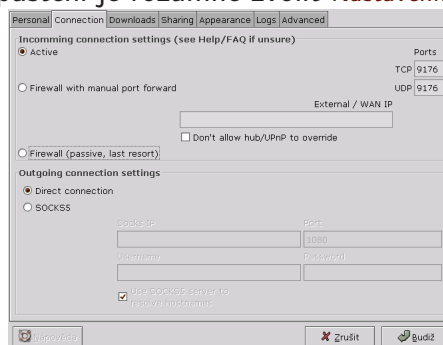 Personal Connection Downloads Sharing Appearance Logs Advanced
Incomming connection settings (see Help/FAQ if unsure)
Active
Ports
TCP 9176
Firewall with manual port forward
UDP 9176
External / WAN IP
Don't allow hub/UPnP to override
Firewall (passive, last resort)
Outgoing connection settings
Direct connection
SOCKS5
Socks IP Port
1080
Username Password
Use SOCKS5 server to
resolve hostnames
Nápověda Zrušit Budiž